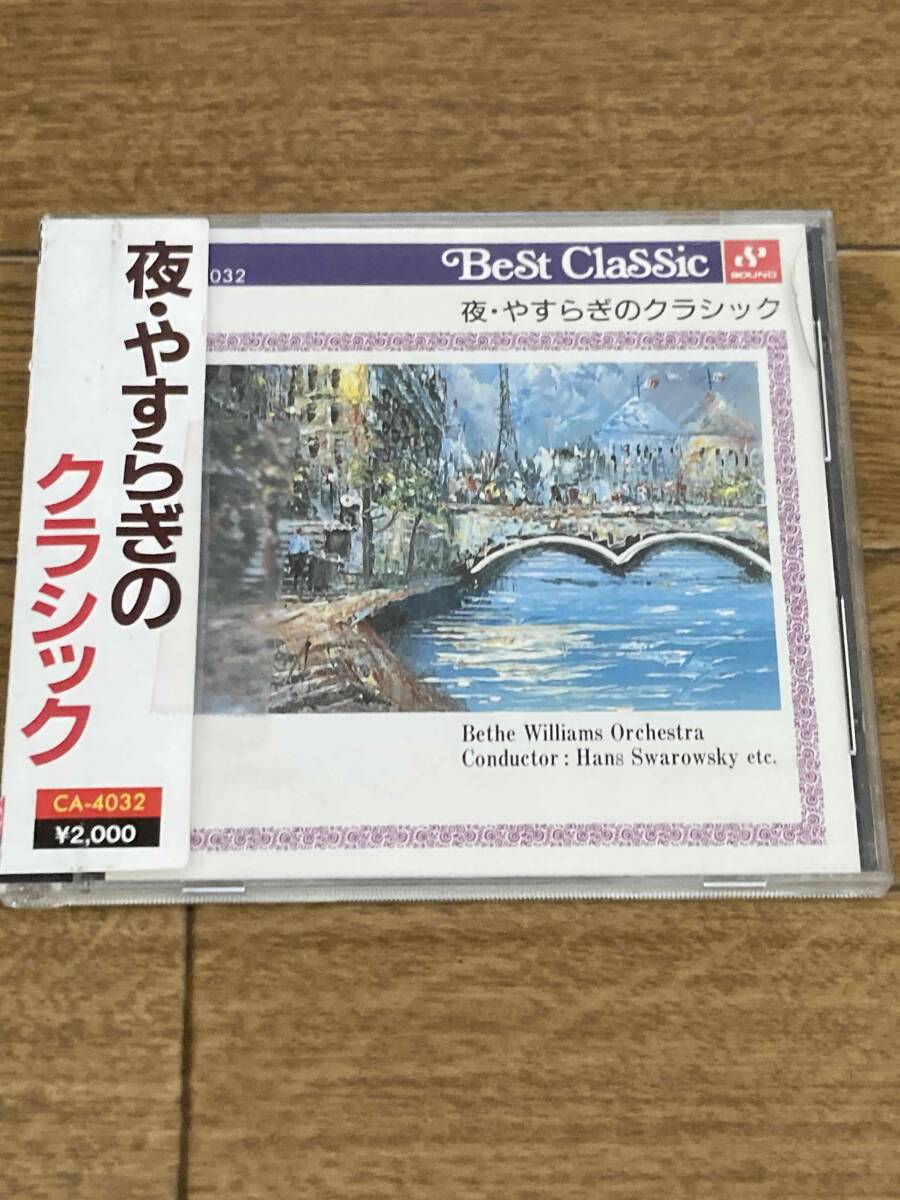 夜・やすらぎの
クラシック
CA-4032
¥2,000
032
Best Classic
SOUND
夜・やすらぎのクラシック
Bethe Williams Orchestra
Conductor : Hans Swarowsky etc.